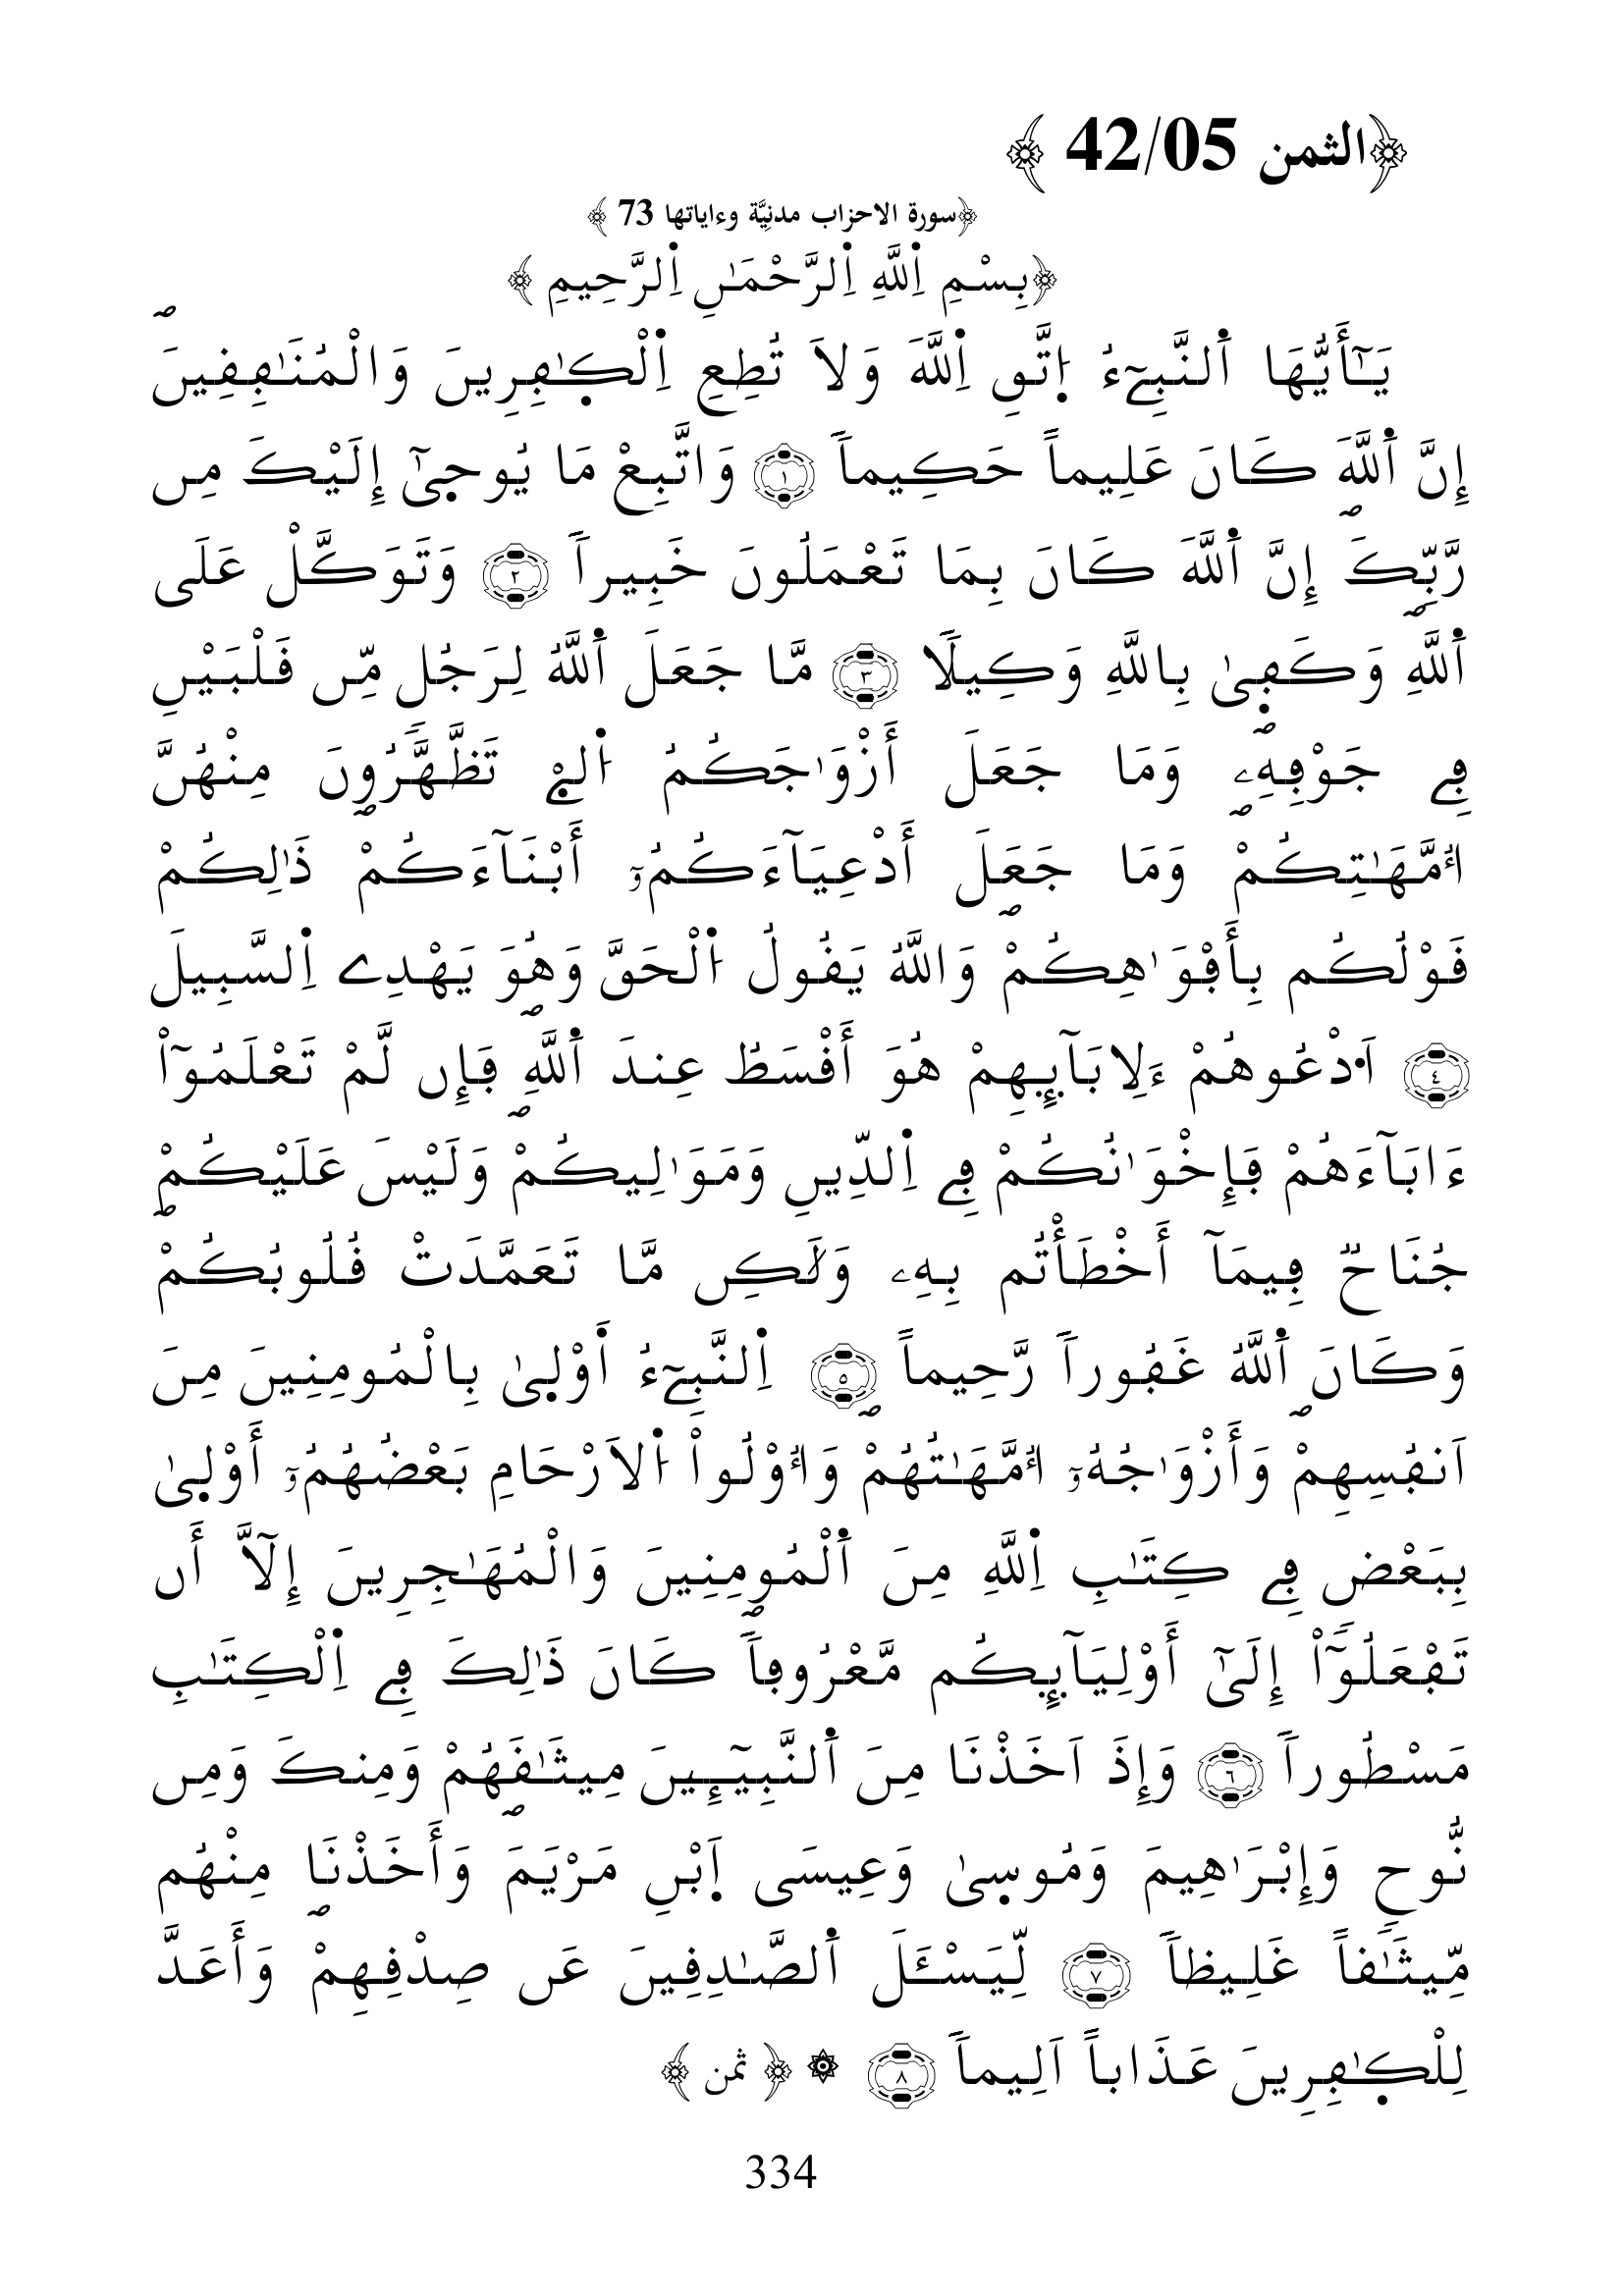 ﴿الثمن 42/05 ﴾
﴿سورة الاحزاب مدنِيَّة وءاياتها 73 ﴾
﴿بِسْمِ اِ۬للَّهِ اِ۬لرَّحْمَٰنِ اِ۬لرَّحِيمِ ﴾
يَٰٓأَيُّهَا اَ۬لنَّبِےٓءُ اُ۪تَّقِ اِ۬للَّهَ وَلَا تُطِعِ اِ۬لْكٰ۪فِرِينَ وَالْمُنَٰفِقِينَۖ
إِنَّ اَ۬للَّهَ كَانَ عَلِيماً حَكِيماٗۖ ١ وَاتَّبِعْ مَا يُوح۪ىٰٓ إِلَيْكَ مِن
رَّبِّكَۖ إِنَّ اَ۬للَّهَ كَانَ بِمَا تَعْمَلُونَ خَبِيراٗ ٢ وَتَوَكَّلْ عَلَى
اَ۬للَّهِۖ وَكَف۪ىٰ بِاللَّهِ وَكِيلٗاۖ ٣ مَّا جَعَلَ اَ۬للَّهُ لِرَجُلٖ مِّن قَلْبَيْنِ
فِے جَوْفِهِۦۖ وَمَا جَعَلَ أَزْوَٰجَكُمُ اُ۬ل۪ےْ تَظَّهَّرُونَ مِنْهُنَّ
أُمَّهَٰتِكُمْۖ وَمَا جَعَلَ أَدْعِيَآءَكُمُۥٓ أَبْنَآءَكُمْۖ ذَٰلِكُمْ
قَوْلُكُم بِأَفْوَٰهِكُمْۖ وَاللَّهُ يَقُولُ اُ۬لْحَقَّ وَهُوَ يَهْدِے اِ۬لسَّبِيلَۖ
٤ اَ۟دْعُوهُمْ ءَلِابَآئِهِمْ هُوَ أَقْسَطُ عِندَ اَ۬للَّهِۖ فَإِن لَّمْ تَعْلَمُوٓاْ
ءَابَآءَهُمْ فَإِخْوَٰنُكُمْ فِے اِ۬لدِّينِ وَمَوَٰلِيكُمْۖ وَلَيْسَ عَلَيْكُمْ
جُنَاحٞ فِيمَآ أَخْطَأْتُم بِهِۦ وَلَٰكِن مَّا تَعَمَّدَتْ قُلُوبُكُمْۖ
وَكَانَ اَ۬للَّهُ غَفُوراٗ رَّحِيماًۖ ٥ اِ۬لنَّبِےٓءُ أَوْل۪ىٰ بِالْمُومِنِينَ مِنَ
اَنفُسِهِمْۖ وَأَزْوَٰجُهُۥٓ أُمَّهَٰتُهُمْۖ وَأُوْلُواْ اُ۬لَارْحَامِ بَعْضُهُمُۥٓ أَوْل۪ىٰ
بِبَعْضٖ فِے كِتَٰبِ اِ۬للَّهِ مِنَ اَ۬لْمُومِنِينَ وَالْمُهَٰجِرِينَ إِلَّآ أَن
تَفْعَلُوٓاْ إِلَىٰٓ أَوْلِيَآئِكُم مَّعْرُوفاٗۖ كَانَ ذَٰلِكَ فِے اِ۬لْكِتَٰبِ
مَسْطُوراٗۖ ٦ وَإِذَ اَخَذْنَا مِنَ اَ۬لنَّبِيٓـِٕينَ مِيثَٰقَهُمْ وَمِنكَ وَمِن
نُّوحٖ وَإِبْرَٰهِيمَ وَمُوس۪ىٰ وَعِيسَى اَ۪بْنِ مَرْيَمَۖ وَأَخَذْنَا مِنْهُم
مِّيثَٰقاً غَلِيظاٗ ٧ لِّيَسْـَٔلَ اَ۬لصَّٰدِقِينَ عَن صِدْقِهِمْۖ وَأَعَدَّ
لِلْكٰ۪فِرِينَ عَذَاباً اَلِيماٗۖ ٨ ۞ ﴿ ثمن ﴾
334